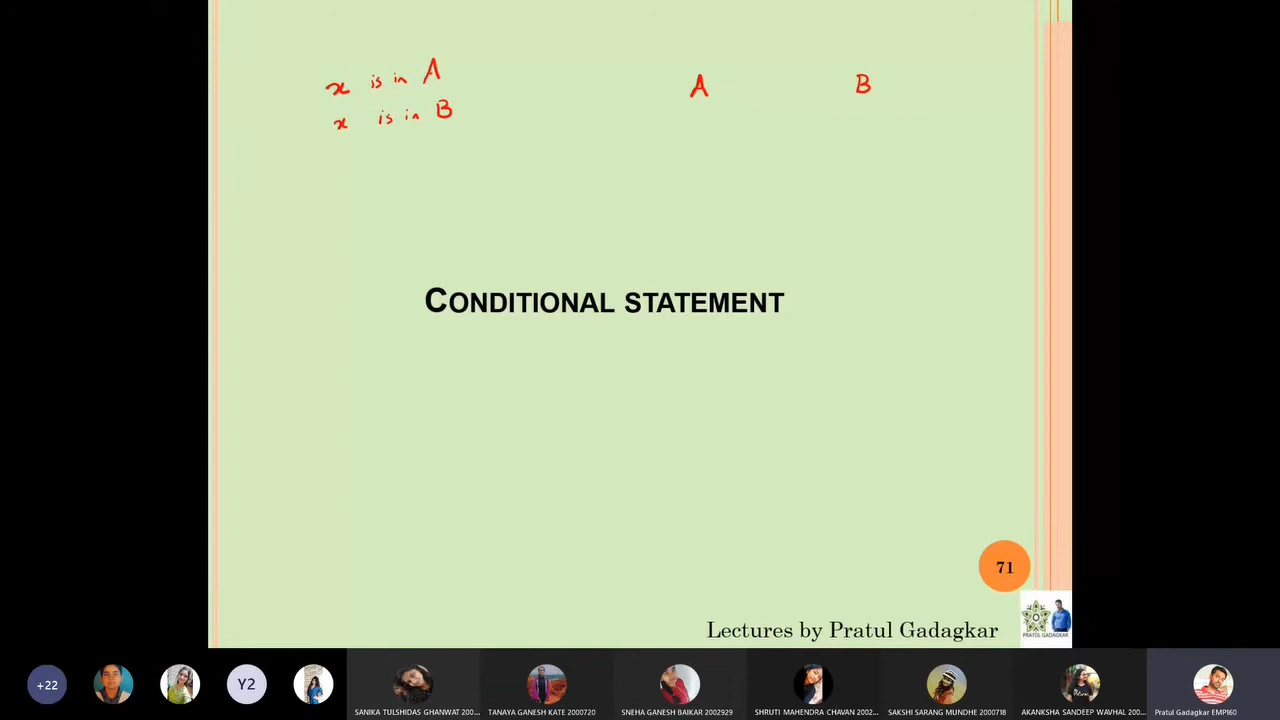 x is in A
x is in B
A B
CONDITIONAL STATEMENT
71
Lectures by Pratul Gadagkar
PRATUL GADAGKAR
+22
Y2
SANIKA TULSHIDAS GHANWAT 200...
TANAYA GANESH KATE 2000720
SNEHA GANESH BAIKAR 2002929
SHRUTI MAHENDRA CHAVAN 2002...
SAKSHI SARANG MUNDHE 2000718
AKANKSHA SANDEEP WAVHAL 200...
Pratul Gadagkar EMP160